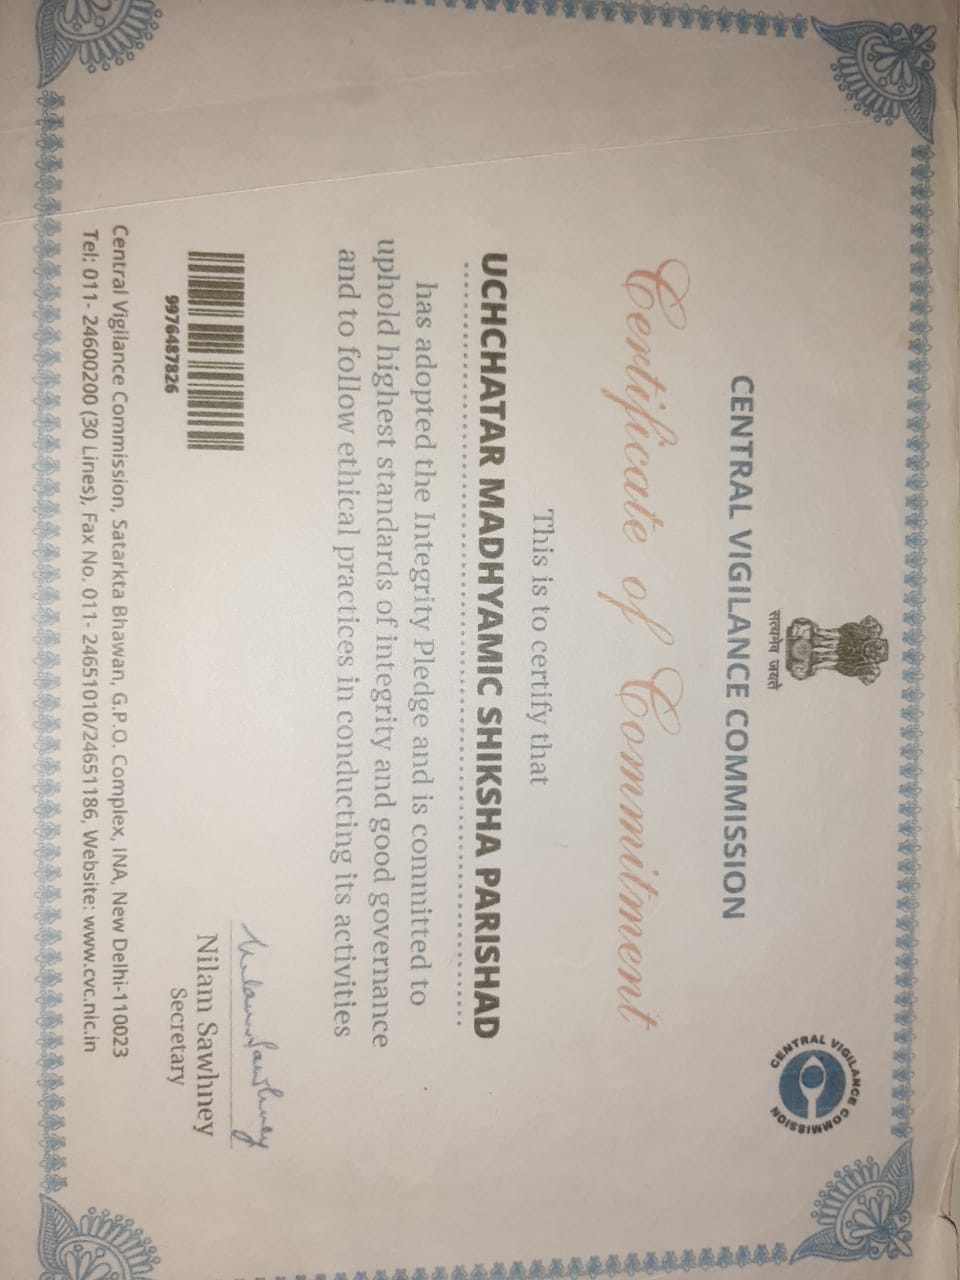 सत्यमेव जयते
CENTRAL VIGILANCE COMMISSION
CENTRAL VIGILANCE COMMISSION
Certificate of Commitment
This is to certify that
UCHCHATAR MADHYAMIC SHIKSHA PARISHAD
has adopted the Integrity Pledge and is committed to
uphold highest standards of integrity and good governance
and to follow ethical practices in conducting its activities
9976487826
Nilam Sawhney
Nilam Sawhney
Secretary
Central Vigilance Commission, Satarkta Bhawan, G.P.O. Complex, INA, New Delhi-110023
Tel: 011- 24600200 (30 Lines), Fax No. 011- 24651010/24651186, Website: www.cvc.nic.in